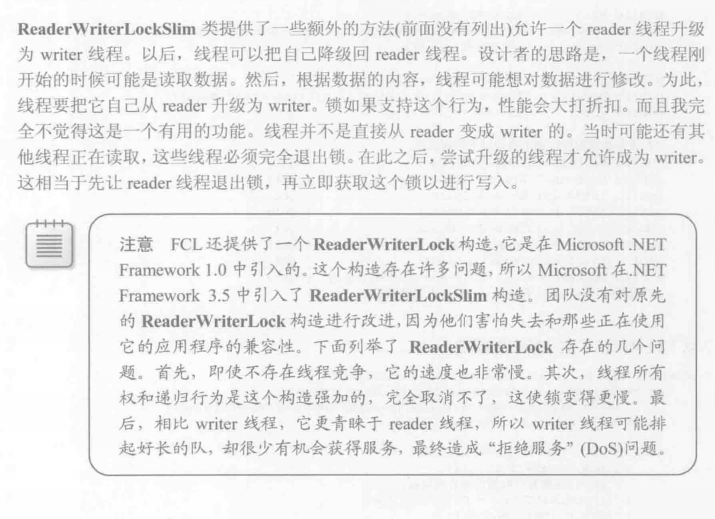 ReaderWriterLockSlim 类提供了一些额外的方法(前面没有列出)允许一个 reader 线程升级
为 writer 线程。以后，线程可以把自己降级回 reader 线程。设计者的思路是，一个线程刚
开始的时候可能是读取数据。然后，根据数据的内容，线程可能想对数据进行修改。为此，
线程要把它自己从 reader 升级为 writer。锁如果支持这个行为，性能会大打折扣。而且我完
全不觉得这是一个有用的功能。线程并不是直接从 reader 变成 writer 的。当时可能还有其
他线程正在读取，这些线程必须完全退出锁。在此之后，尝试升级的线程才允许成为 writer。
这相当于先让 reader 线程退出锁，再立即获取这个锁以进行写入。
注意 FCL 还提供了一个 ReaderWriterLock 构造，它是在 Microsoft .NET
Framework 1.0 中引入的。这个构造存在许多问题，所以 Microsoft 在.NET
Framework 3.5 中引入了 ReaderWriterLockSlim 构造。团队没有对原先
的 ReaderWriterLock 构造进行改进，因为他们害怕失去和那些正在使用
它的应用程序的兼容性。下面列举了 ReaderWriterLock 存在的几个问
题。首先，即使不存在线程竞争，它的速度也非常慢。其次，线程所有
权和递归行为是这个构造强加的，完全取消不了，这使锁变得更慢。最
后，相比 writer 线程，它更青睐于 reader 线程，所以 writer 线程可能排
起好长的队，却很少有机会获得服务，最终造成“拒绝服务”(DoS)问题。